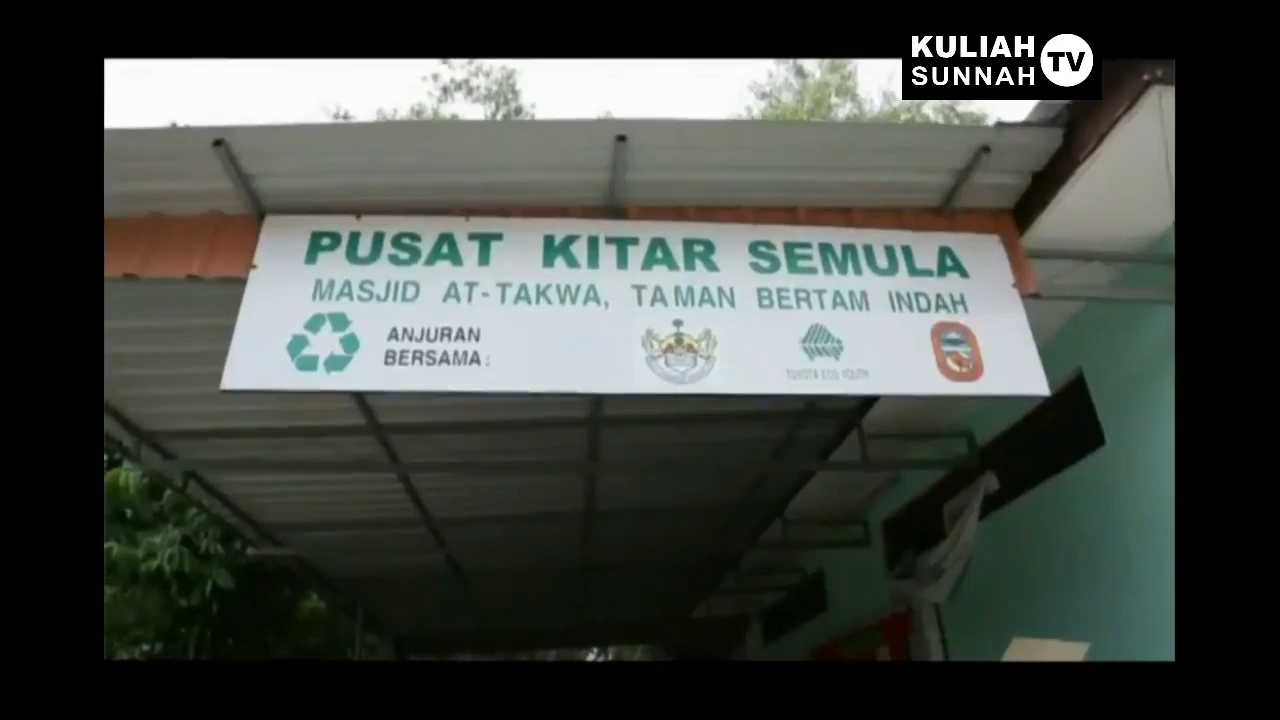 KULIAH
SUNNAH
TV
PUSAT KITAR SEMULA
MASJID AT-TAKWA, TAMAN BERTAM INDAH
ANJURAN
BERSAMA:
TOYOTA ECO YOUTH